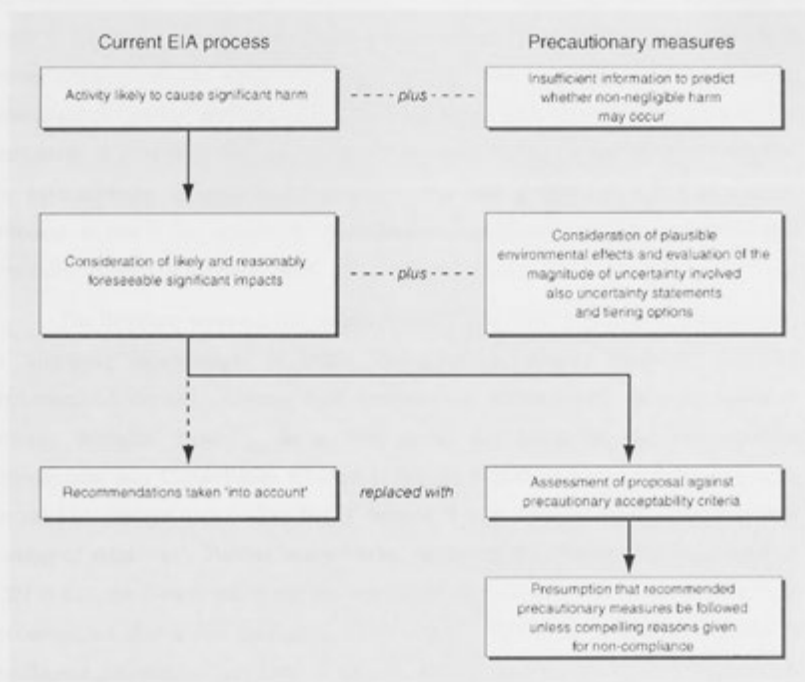 Current EIA process
Precautionary measures
Activity likely to cause significant harm
plus
Insufficient information to predict
whether non-negligible harm
may occur
Consideration of likely and reasonably
foreseeable significant impacts
plus
Consideration of plausible
environmental effects and evaluation of the
magnitude of uncertainty involved
also uncertainty statements
and tiering options
Recommendations taken 'into account'
replaced with
Assessment of proposal against
precautionary acceptability criteria
Presumption that recommended
precautionary measures be followed
unless compelling reasons given
for non-compliance